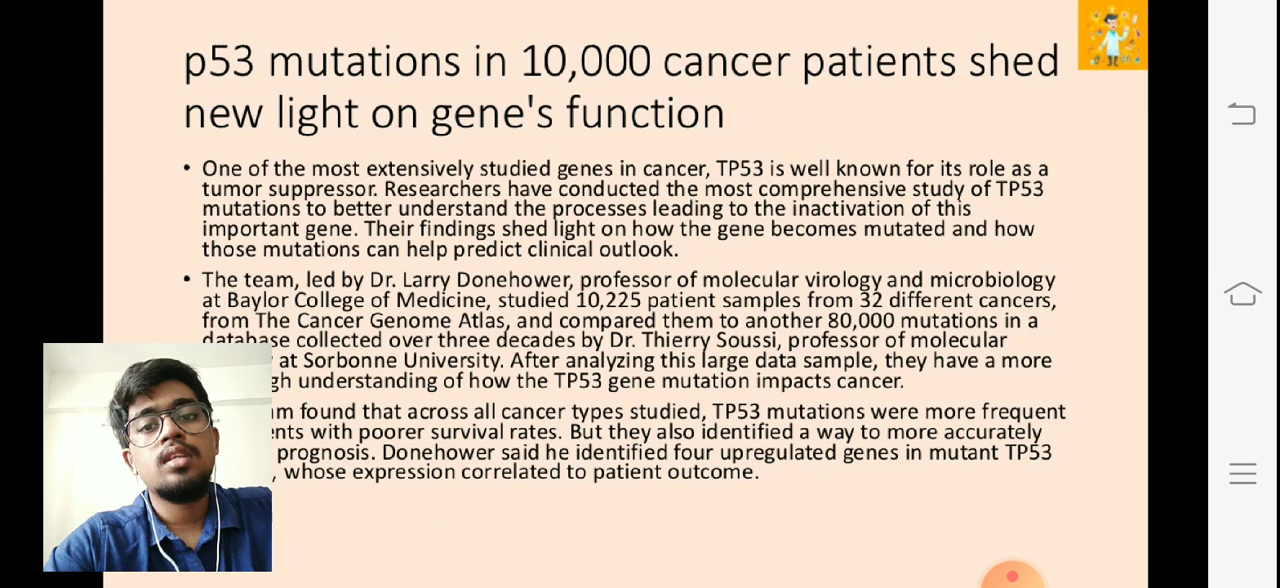 p53 mutations in 10,000 cancer patients shed
new light on gene's function
• One of the most extensively studied genes in cancer, TP53 is well known for its role as a
tumor suppressor. Researchers have conducted the most comprehensive study of TP53
mutations to better understand the processes leading to the inactivation of this
important gene. Their findings shed light on how the gene becomes mutated and how
those mutations can help predict clinical outlook.
• The team, led by Dr. Larry Donehower, professor of molecular virology and microbiology
at Baylor College of Medicine, studied 10,225 patient samples from 32 different cancers,
from The Cancer Genome Atlas, and compared them to another 80,000 mutations in a
database collected over three decades by Dr. Thierry Soussi, professor of molecular
at Sorbonne University. After analyzing this large data sample, they have a more
understanding of how the TP53 gene mutation impacts cancer.
found that across all cancer types studied, TP53 mutations were more frequent
with poorer survival rates. But they also identified a way to more accurately
prognosis. Donehower said he identified four upregulated genes in mutant TP53
, whose expression correlated to patient outcome.